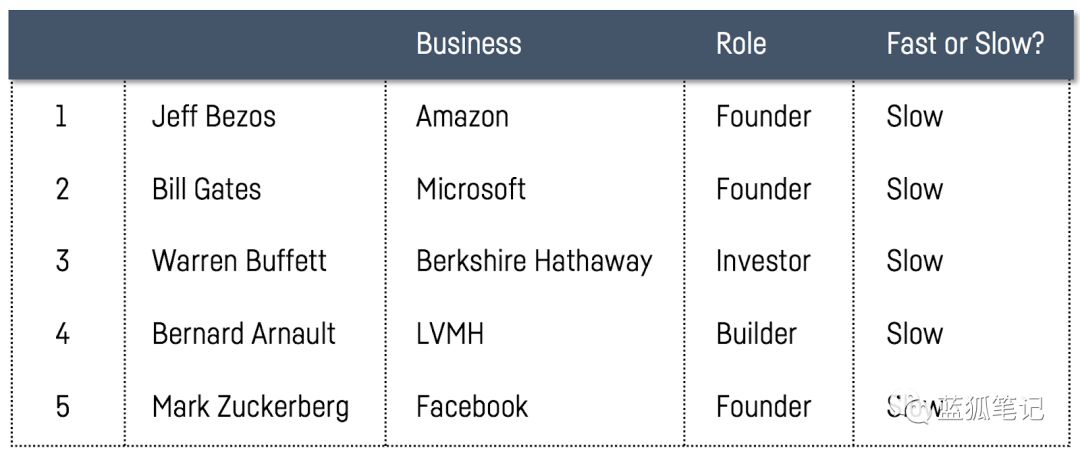 Business Role Fast or Slow?
1 Jeff Bezos Amazon Founder Slow
2 Bill Gates Microsoft Founder Slow
3 Warren Buffett Berkshire Hathaway Investor Slow
4 Bernard Arnault LVMH Builder Slow
5 Mark Zuckerberg Facebook Founder Slow
蓝狐笔记